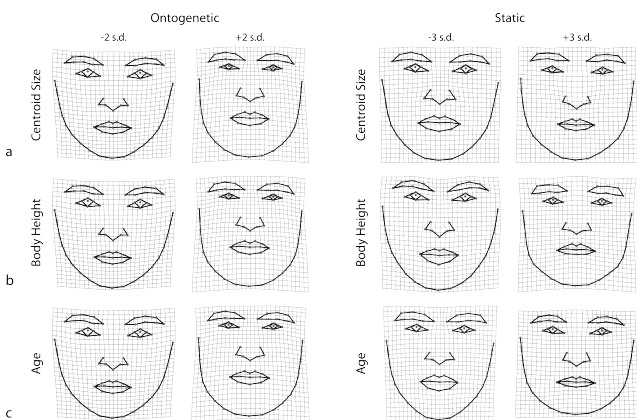 Ontogenetic
Static
-2 s.d.
+2 s.d.
-3 s.d.
+3 s.d.
Centroid Size
Centroid Size
a
Body Height
Body Height
b
Age
Age
c